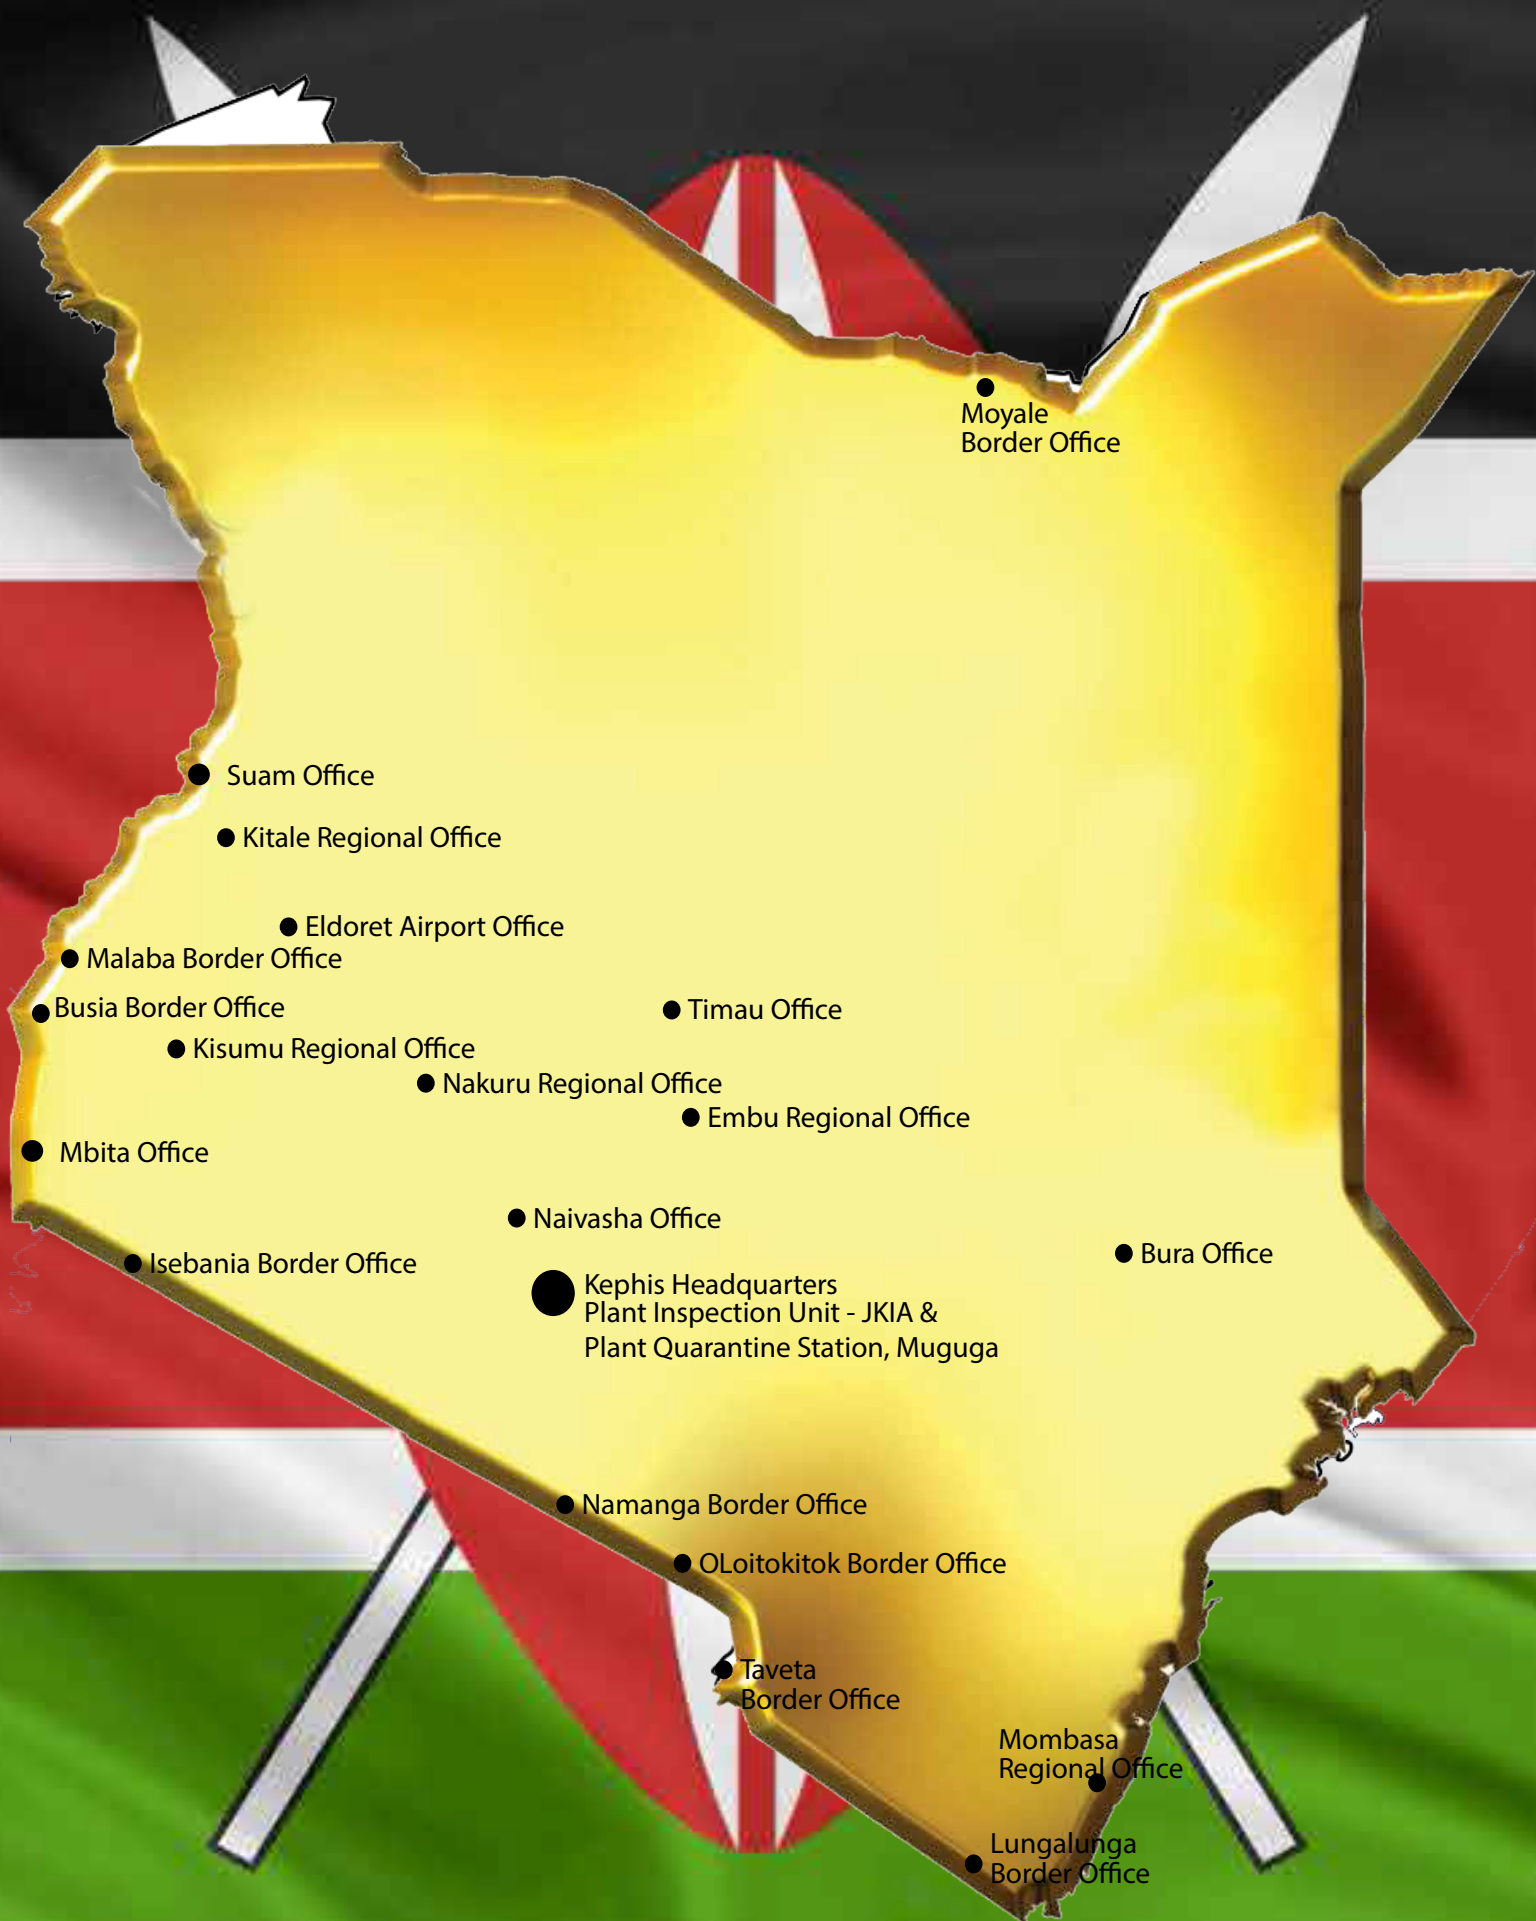 Moyale
Border Office
Suam Office
Kitale Regional Office
Eldoret Airport Office
Malaba Border Office
Busia Border Office
Timau Office
Kisumu Regional Office
Nakuru Regional Office
Embu Regional Office
Mbita Office
Naivasha Office
Bura Office
Isebania Border Office
Kephis Headquarters
Plant Inspection Unit - JKIA &
Plant Quarantine Station, Muguga
Namanga Border Office
OLoitokitok Border Office
Taveta
Border Office
Mombasa
Regional Office
Lungalunga
Border Office